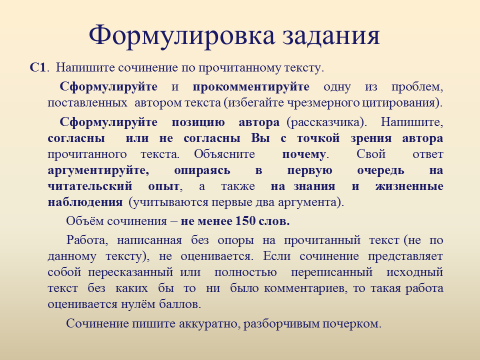 Формулировка задания
С1. Напишите сочинение по прочитанному тексту.
Сформулируйте и прокомментируйте одну из проблем,
поставленных автором текста (избегайте чрезмерного цитирования).
Сформулируйте позицию автора (рассказчика). Напишите,
согласны или не согласны Вы с точкой зрения автора
прочитанного текста. Объясните почему. Свой ответ
аргументируйте, опираясь в первую очередь на
читательский опыт, а также на знания и жизненные
наблюдения (учитываются первые два аргумента).
Объём сочинения – не менее 150 слов.
Работа, написанная без опоры на прочитанный текст (не по
данному тексту), не оценивается. Если сочинение представляет
собой пересказанный или полностью переписанный исходный
текст без каких бы то ни было комментариев, то такая работа
оценивается нулём баллов.
Сочинение пишите аккуратно, разборчивым почерком.